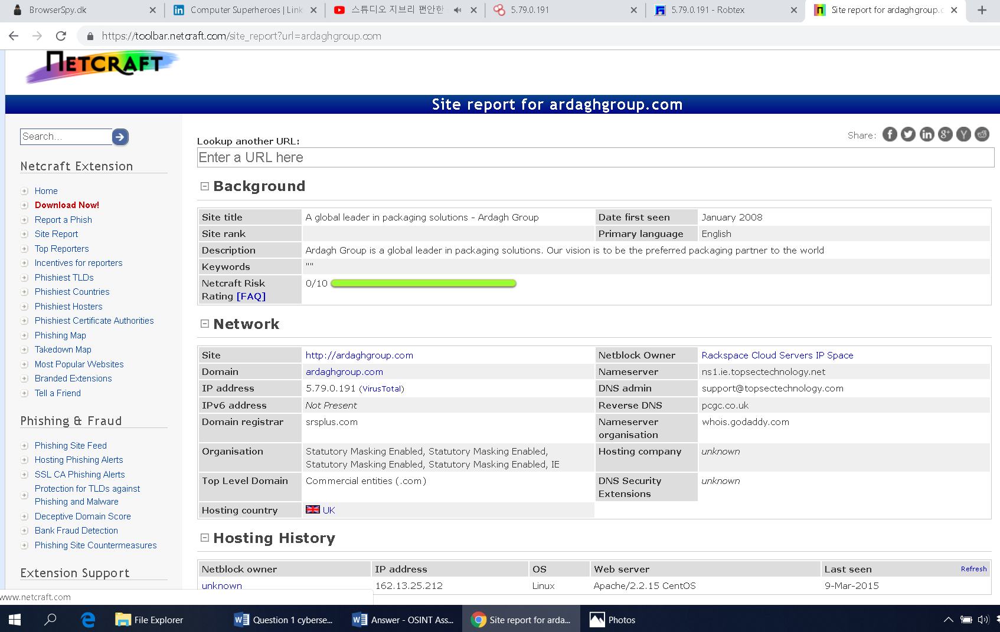 BrowserSpy.dk
Computer Superheroes | Link
스튜디오 지브리 편안한
5.79.0.191
5.79.0.191 - Robtex
Site report for ardaghgroup.c
https://toolbar.netcraft.com/site_report?url=ardaghgroup.com
NETCRAFT
Site report for ardaghgroup.com
Search...
Netcraft Extension
Home
Download Now!
Report a Phish
Site Report
Top Reporters
Incentives for reporters
Phishiest TLDs
Phishiest Countries
Phishiest Hosters
Phishiest Certificate Authorities
Phishing Map
Takedown Map
Most Popular Websites
Branded Extensions
Tell a Friend
Phishing & Fraud
Phishing Site Feed
Hosting Phishing Alerts
SSL CA Phishing Alerts
Protection for TLDs against
Phishing and Malware
Deceptive Domain Score
Bank Fraud Detection
Phishing Site Countermeasures
Extension Support
www.netcraft.com
Share:
Lookup another URL:
Enter a URL here
Background
Site title A global leader in packaging solutions - Ardagh Group Date first seen January 2008
Site rank Primary language English
Description Ardagh Group is a global leader in packaging solutions. Our vision is to be the preferred packaging partner to the world
Keywords ""
Netcraft Risk 0/10
Rating [FAQ]
Network
Site http://ardaghgroup.com Netblock Owner Rackspace Cloud Servers IP Space
Domain ardaghgroup.com Nameserver ns1.ie.topsectechnology.net
IP address 5.79.0.191 (VirusTotal) DNS admin support@topsectechnology.com
IPv6 address Not Present Reverse DNS pcgc.co.uk
Domain registrar srsplus.com Nameserver whois.godaddy.com
organisation
Organisation Statutory Masking Enabled, Statutory Masking Enabled, Hosting company unknown
Statutory Masking Enabled, Statutory Masking Enabled, IE
Top Level Domain Commercial entities (.com) DNS Security unknown
Extensions
Hosting country UK
Hosting History
Netblock owner IP address OS Web server Last seen Refresh
unknown 162.13.25.212 Linux Apache/2.2.15 CentOS 9-Mar-2015
File Explorer
Question 1 cyberse...
Answer - OSINT Ass...
Site report for arda...
Photos